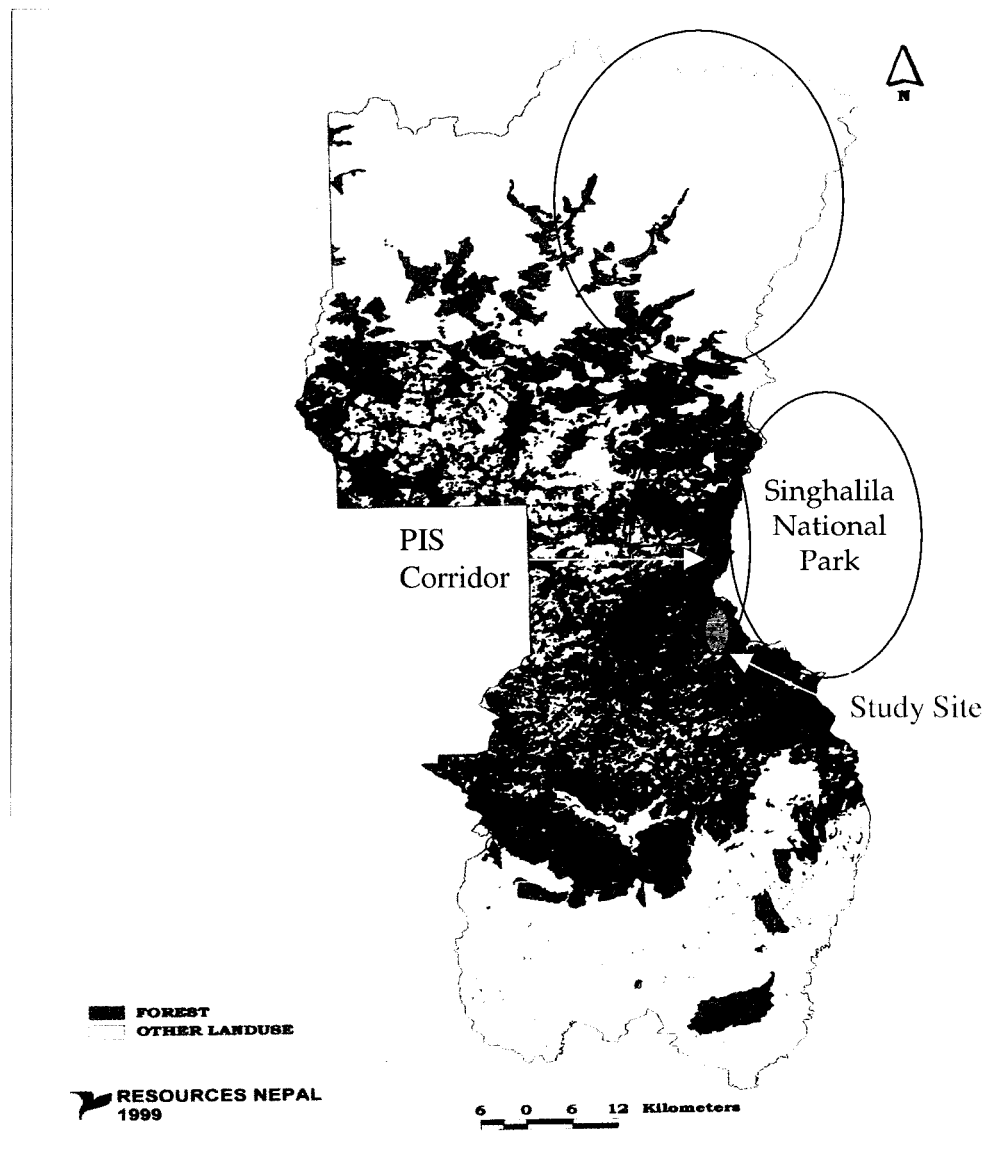 N
Singhalila
National
Park
PIS
Corridor
Study Site
FOREST
OTHER LANDUSE
RESOURCES NEPAL
1999
6 0 6 12 Kilometers